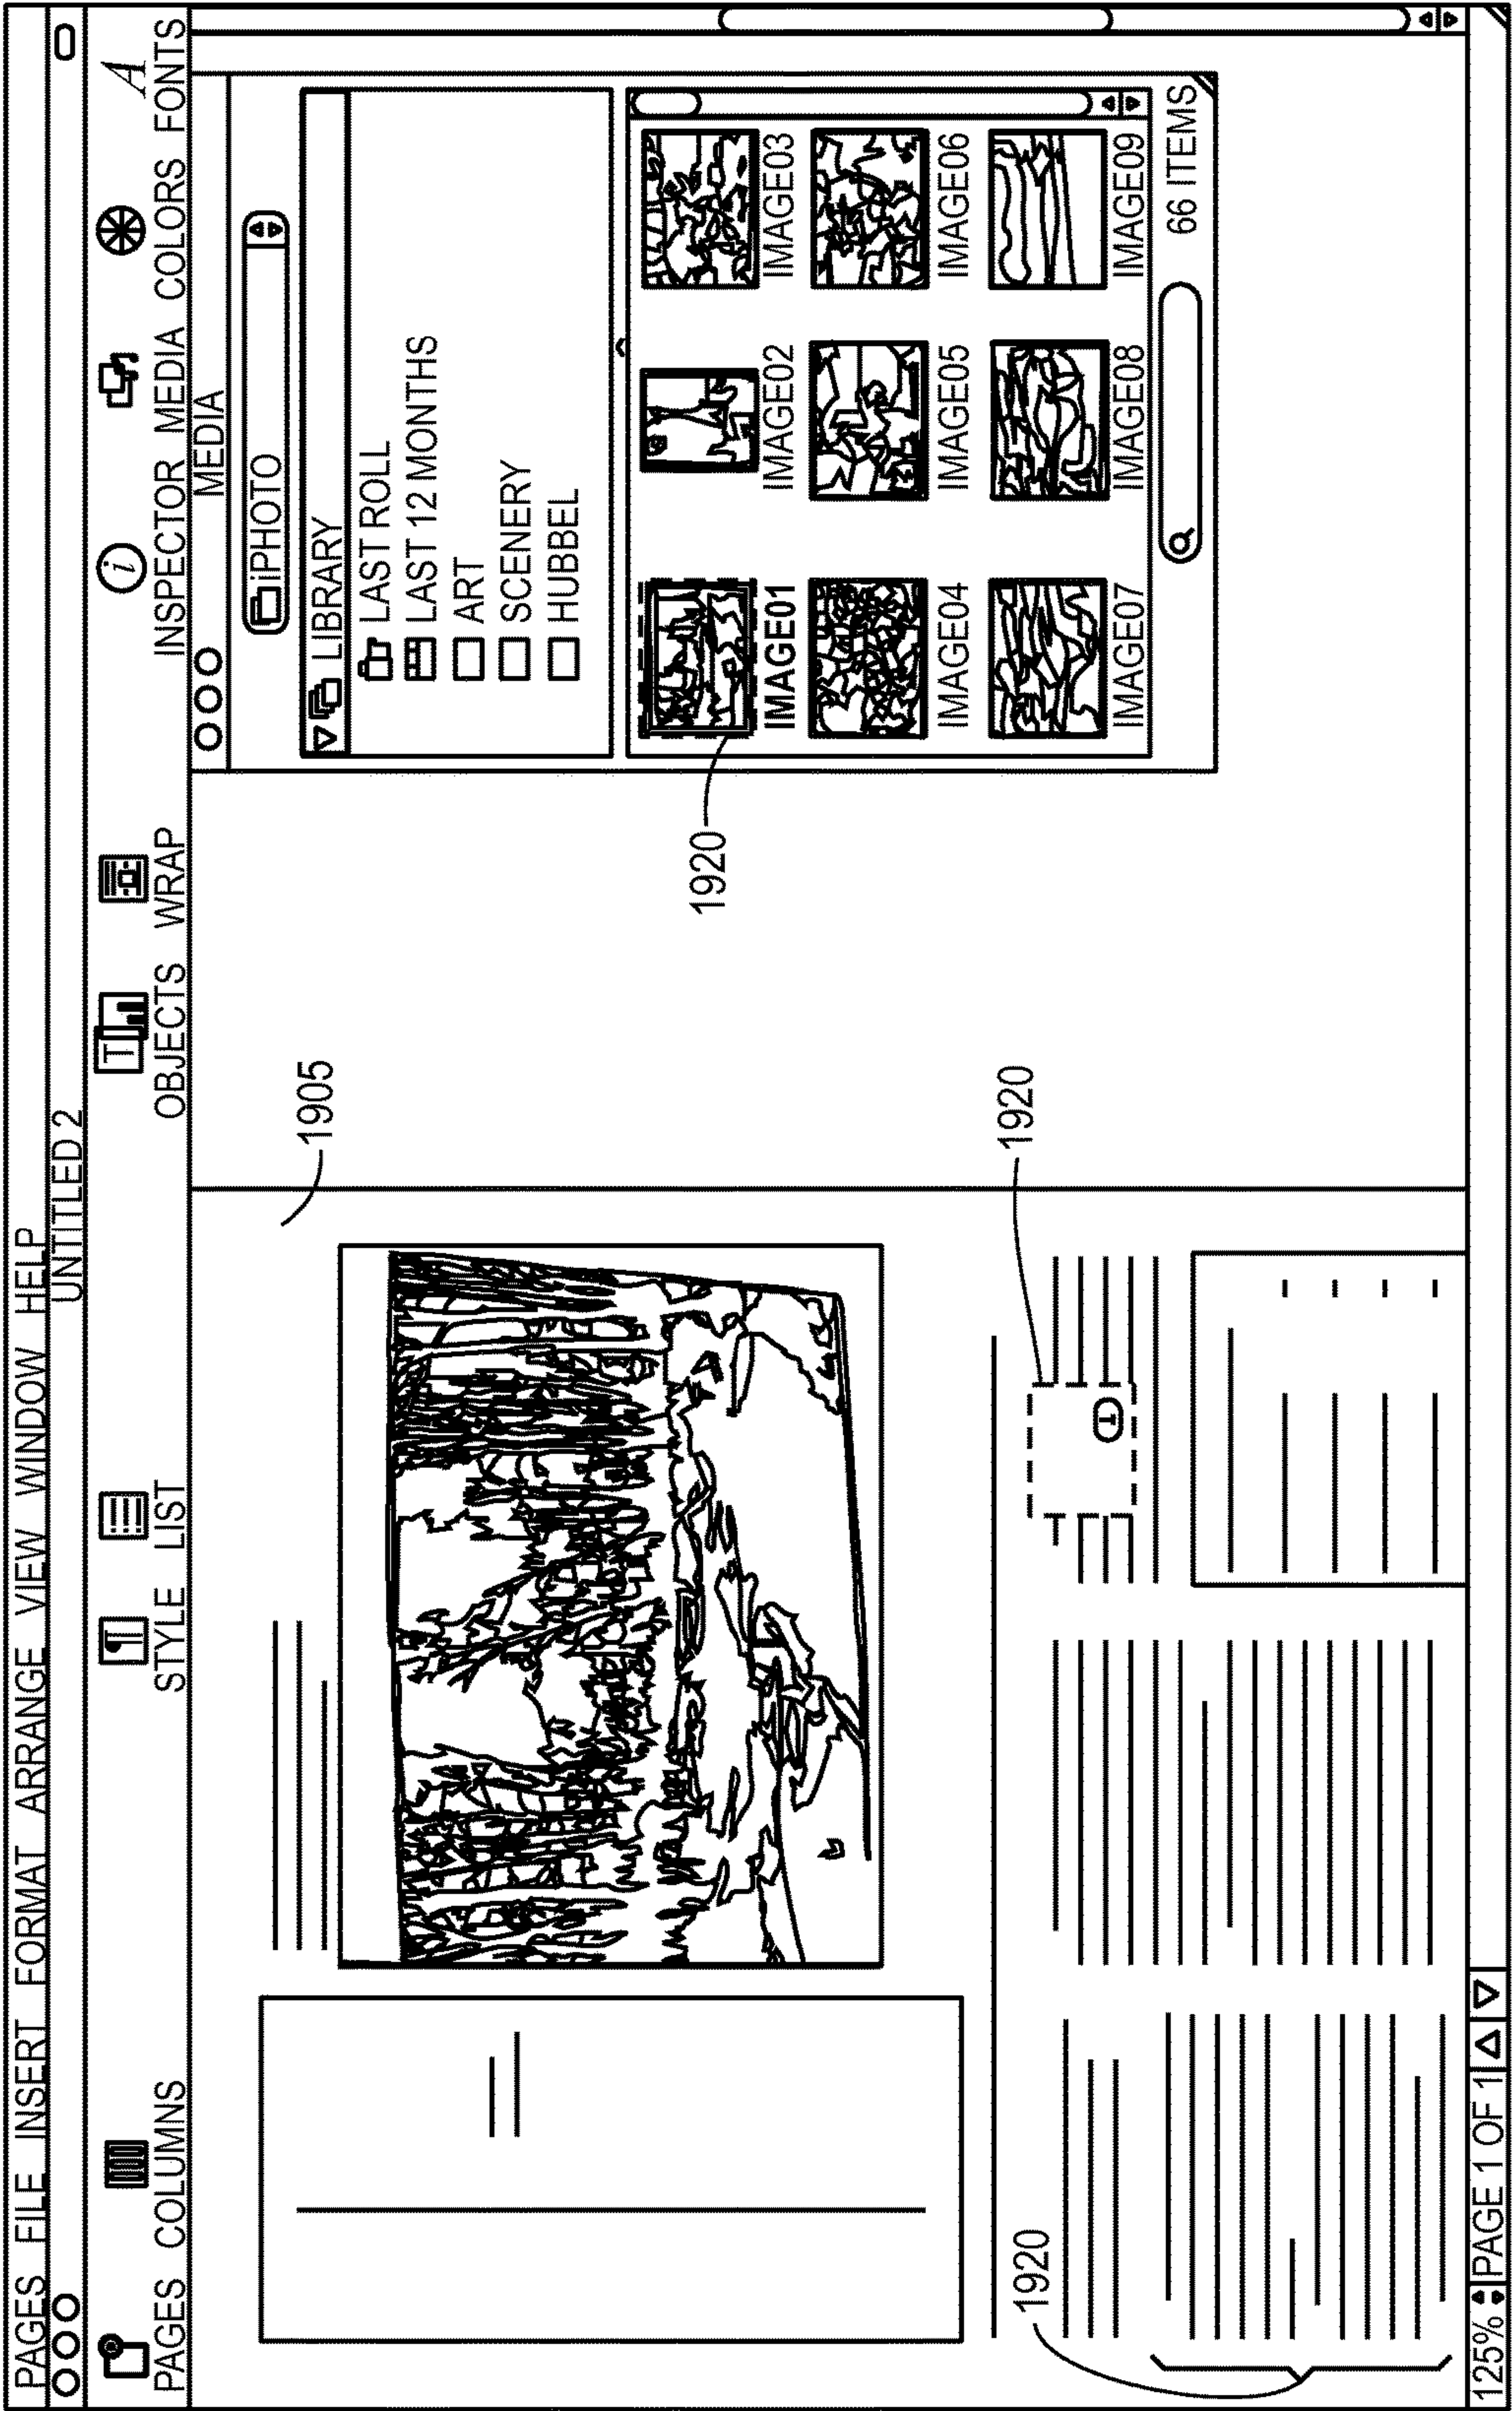 PAGES FILE INSERT FORMAT ARRANGE VIEW WINDOW HELP
UNTITLED 2
PAGES COLUMNS STYLE LIST OBJECTS WRAP INSPECTOR MEDIA COLORS FONTS
T
i
A
MEDIA
iPHOTO
LIBRARY
LAST ROLL
LAST 12 MONTHS
ART
SCENERY
HUBBEL
IMAGE01 IMAGE02 IMAGE03
IMAGE04 IMAGE05 IMAGE06
IMAGE07 IMAGE08 IMAGE09
66 ITEMS
1920
1905
1920
T
1920
125% PAGE 1 OF 1